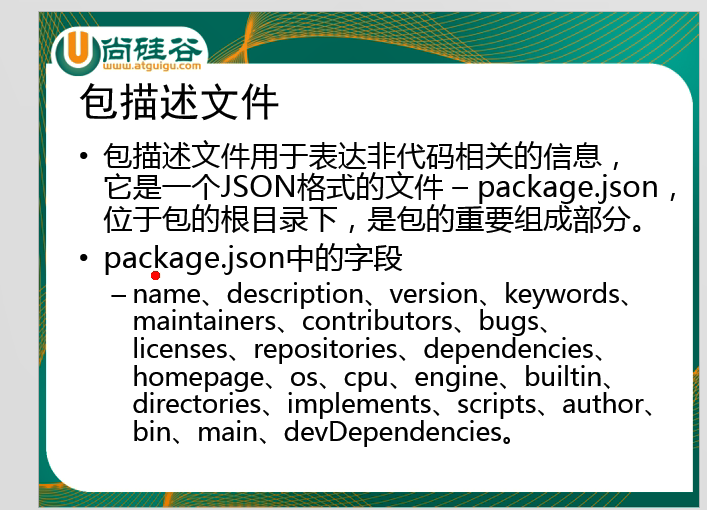 尚硅谷
www.atguigu.com
包描述文件
• 包描述文件用于表达非代码相关的信息，
它是一个JSON格式的文件 – package.json，
位于包的根目录下，是包的重要组成部分。
• package.json中的字段
– name、description、version、keywords、
maintainers、contributors、bugs、
licenses、repositories、dependencies、
homepage、os、cpu、engine、builtin、
directories、implements、scripts、author、
bin、main、devDependencies。